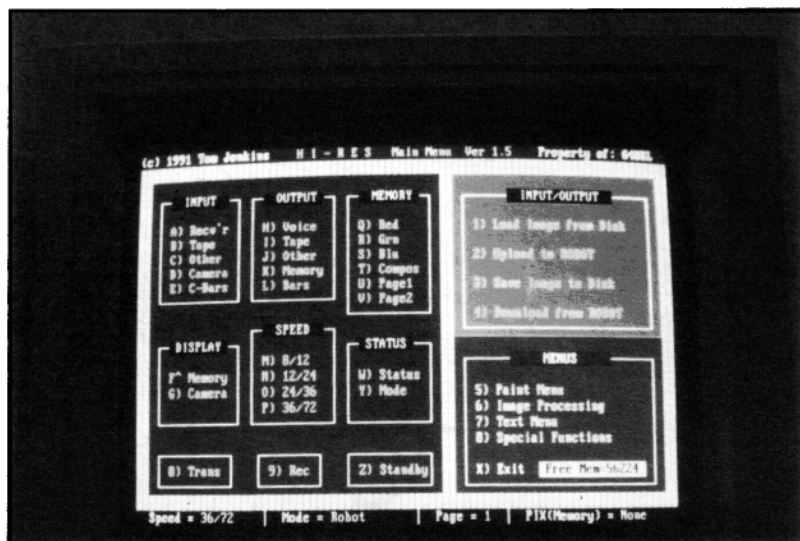 (c) 1991 Tom Jenkins H I - R E S Main Menu Ver 1.5 Property of:
INPUT
A) Recv'r
B) Tape
C) Other
D) Camera
E) C-Bars
OUTPUT
H) Voice
I) Tape
J) Other
K) Memory
L) Bars
MEMORY
Q) Red
R) Grn
S) Blu
T) Compos
U) Page1
V) Page2
INPUT/OUTPUT
1) Load Image from Disk
2) Upload to ROBOT
3) Save Image to Disk
4) Download from ROBOT
DISPLAY
F^ Memory
G) Camera
SPEED
M) 8/12
N) 12/24
O) 24/36
P) 36/72
STATUS
W) Status
Y) Mode
MENUS
5) Paint Menu
6) Image Processing
7) Text Menu
8) Special Functions
X) Exit Free Mem 56224
0) Trans
9) Rec
Z) Standby
Speed = 36/72 Mode = Robot Page = 1 PIX(Memory) = None